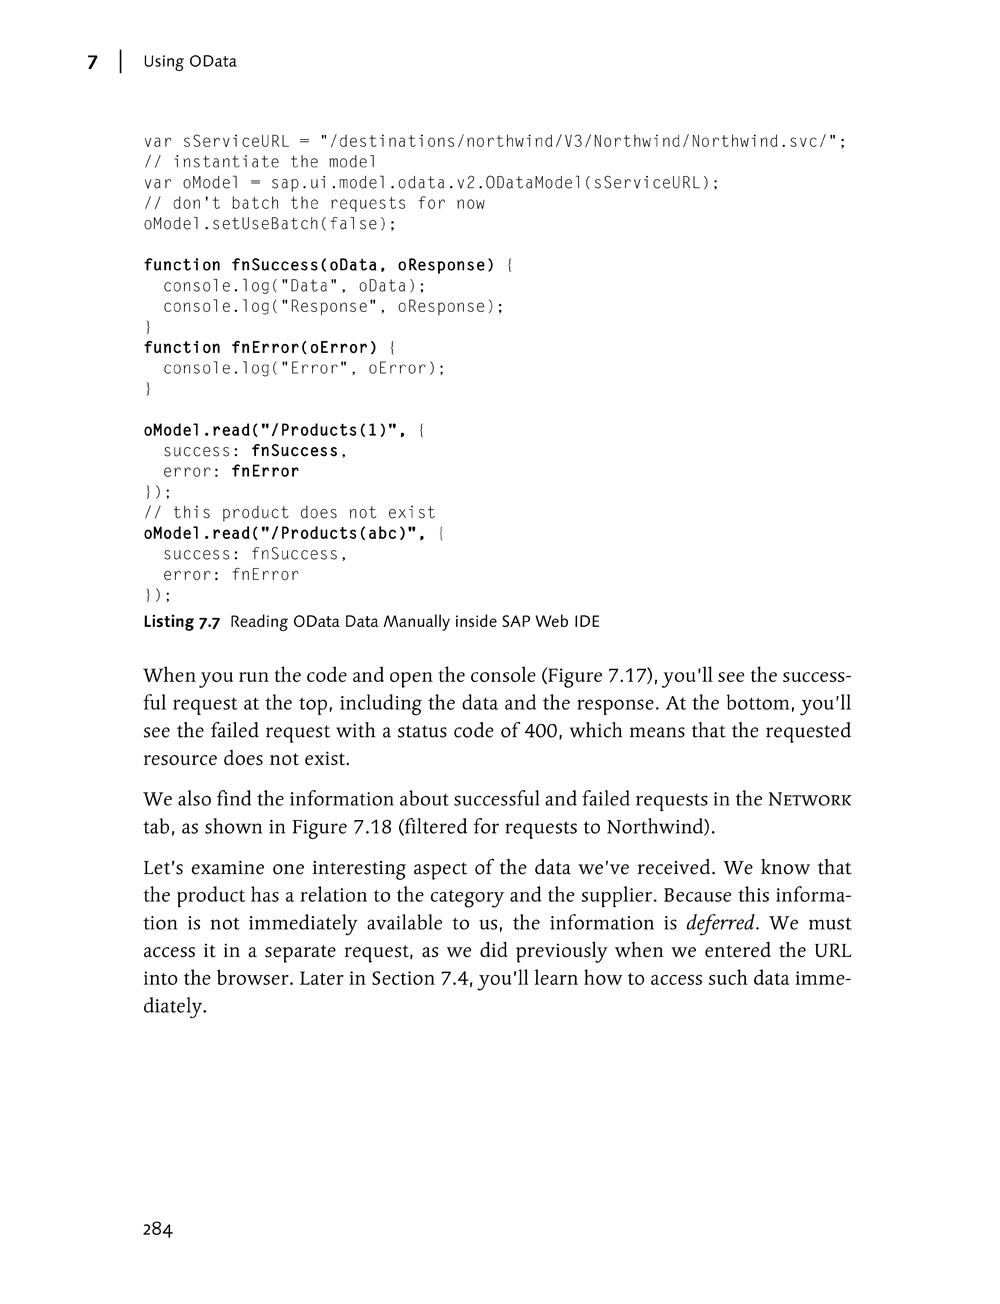 7 | Using OData
var sServiceURL = "/destinations/northwind/V3/Northwind/Northwind.svc/";
// instantiate the model
var oModel = sap.ui.model.odata.v2.ODataModel(sServiceURL);
// don't batch the requests for now
oModel.setUseBatch(false);
function fnSuccess(oData, oResponse) {
  console.log("Data", oData);
  console.log("Response", oResponse);
}
function fnError(oError) {
  console.log("Error", oError);
}
oModel.read("/Products(1)", {
  success: fnSuccess,
  error: fnError
});
// this product does not exist
oModel.read("/Products(abc)", {
  success: fnSuccess,
  error: fnError
});
Listing 7.7 Reading OData Data Manually inside SAP Web IDE
When you run the code and open the console (Figure 7.17), you'll see the success-
ful request at the top, including the data and the response. At the bottom, you'll
see the failed request with a status code of 400, which means that the requested
resource does not exist.
We also find the information about successful and failed requests in the NETWORK
tab, as shown in Figure 7.18 (filtered for requests to Northwind).
Let's examine one interesting aspect of the data we've received. We know that
the product has a relation to the category and the supplier. Because this informa-
tion is not immediately available to us, the information is deferred. We must
access it in a separate request, as we did previously when we entered the URL
into the browser. Later in Section 7.4, you'll learn how to access such data imme-
diately.
284